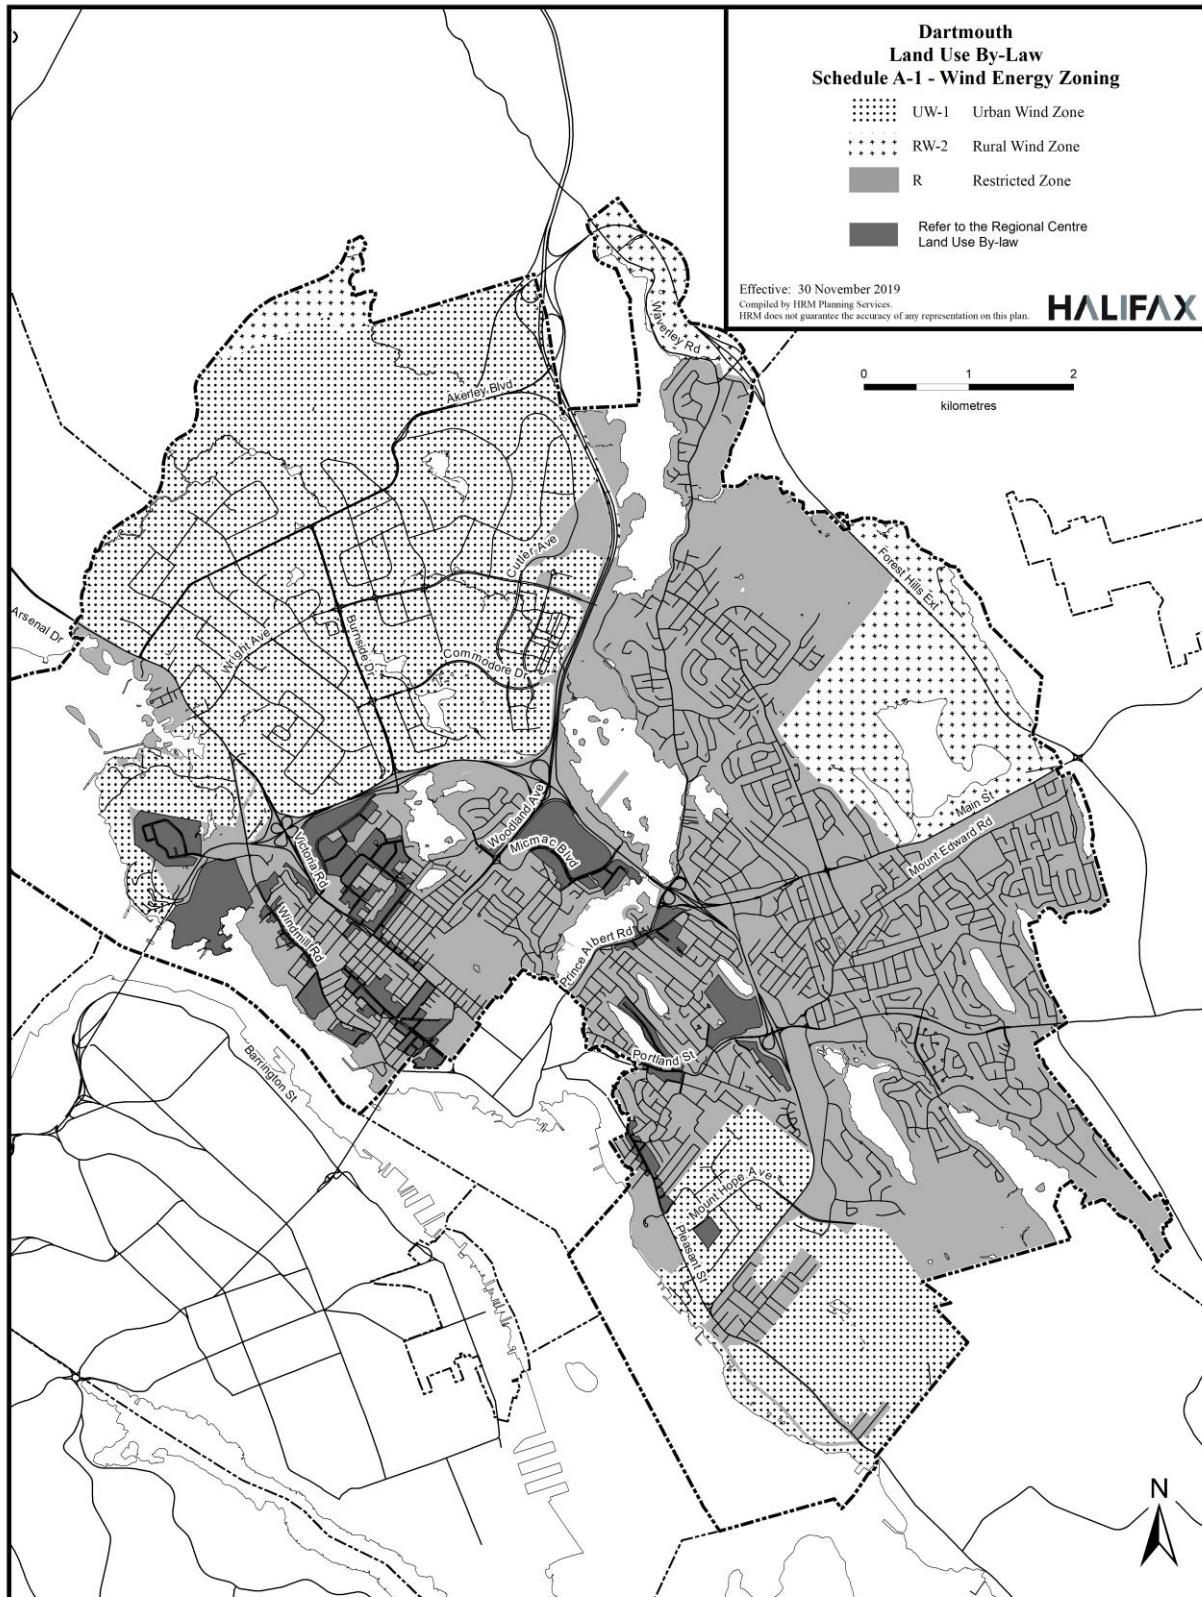 Dartmouth
Land Use By-Law
Schedule A-1 - Wind Energy Zoning
UW-1 Urban Wind Zone
RW-2 Rural Wind Zone
R Restricted Zone
Refer to the Regional Centre
Land Use By-law
Effective: 30 November 2019
Compiled by HRM Planning Services.
HRM does not guarantee the accuracy of any representation on this plan.
HALIFAX
0 1 2
kilometres
Waverley Rd
Akerley Blvd
Cutler Ave
Forest Hills Ext
Arsenal Dr
Wright Ave
Burnside Dr
Commodore Dr
Main St
Mount Edward Rd
Woodland Ave
Micmac Blvd
Victoria Rd
Windmill Rd
Prince Albert Rd
Portland St
Barrington St
Mount Hope Ave
Pleasant St
N